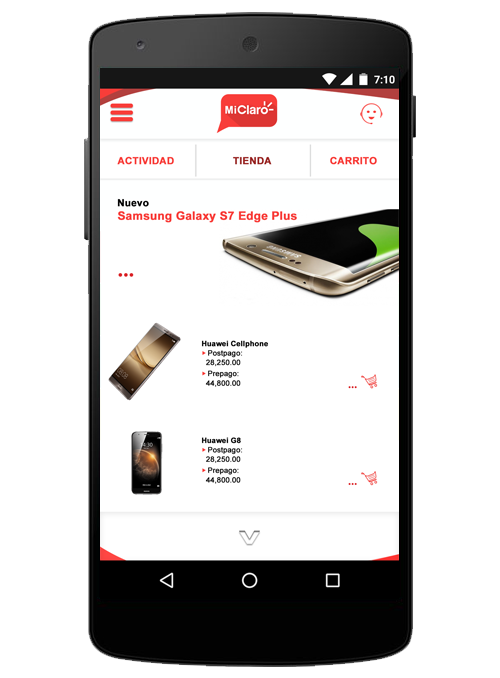 7:10
MiClaro
ACTIVIDAD TIENDA CARRITO
Nuevo
Samsung Galaxy S7 Edge Plus
SAMSUNG
Huawei Cellphone
Postpago:
28,250.00
Prepago:
44,800.00
...
Huawei G8
Postpago:
28,250.00
Prepago:
44,800.00
...